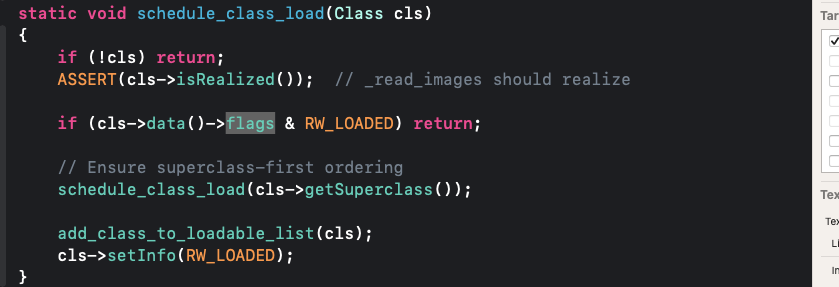 static void schedule_class_load(Class cls)
{
    if (!cls) return;
    ASSERT(cls->isRealized());  // _read_images should realize

    if (cls->data()->flags & RW_LOADED) return;

    // Ensure superclass-first ordering
    schedule_class_load(cls->getSuperclass());

    add_class_to_loadable_list(cls);
    cls->setInfo(RW_LOADED);
}
Tar
Tex
Tex
Li
In